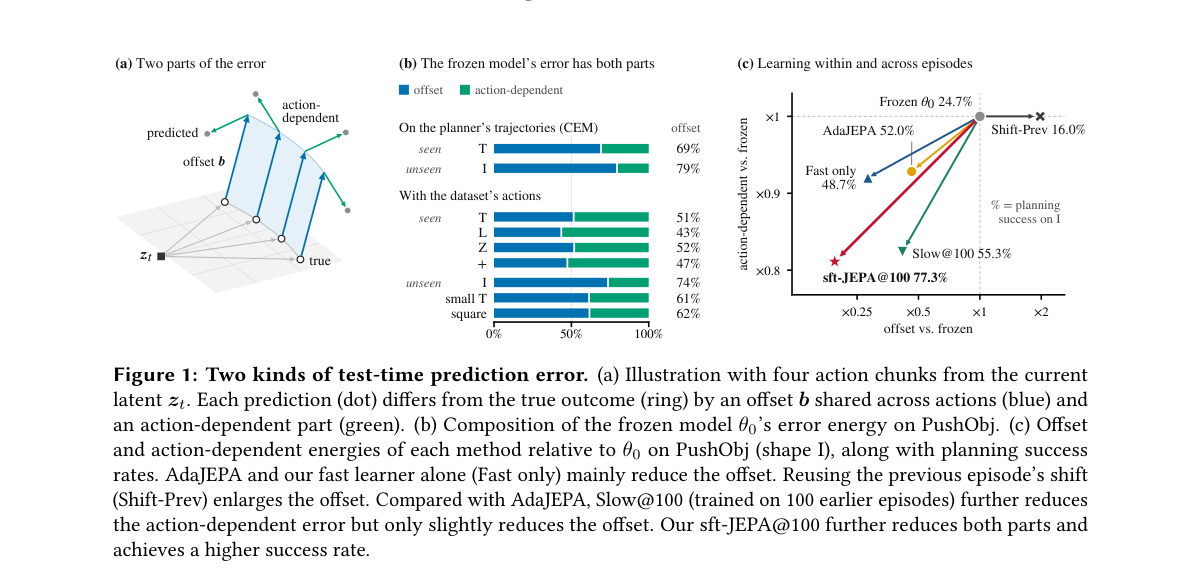 (a) Two parts of the error
action-
dependent
predicted
offset b
z_t
true
(b) The frozen model's error has both parts
offset action-dependent
On the planner's trajectories (CEM) offset
seen T 69%
unseen I 79%
With the dataset's actions
seen T 51%
L 43%
Z 52%
+ 47%
unseen I 74%
small T 61%
square 62%
0% 50% 100%
(c) Learning within and across episodes
Frozen θ₀ 24.7%
×1
AdaJEPA 52.0%
Shift-Prev 16.0%
Fast only
48.7%
×0.9
% = planning
success on I
Slow@100 55.3%
×0.8
sft-JEPA@100 77.3%
action-dependent vs. frozen
×0.25 ×0.5 ×1 ×2
offset vs. frozen
Figure 1: Two kinds of test-time prediction error. (a) Illustration with four action chunks from the current
latent z_t. Each prediction (dot) differs from the true outcome (ring) by an offset b shared across actions (blue) and
an action-dependent part (green). (b) Composition of the frozen model θ₀'s error energy on PushObj. (c) Offset
and action-dependent energies of each method relative to θ₀ on PushObj (shape I), along with planning success
rates. AdaJEPA and our fast learner alone (Fast only) mainly reduce the offset. Reusing the previous episode's shift
(Shift-Prev) enlarges the offset. Compared with AdaJEPA, Slow@100 (trained on 100 earlier episodes) further reduces
the action-dependent error but only slightly reduces the offset. Our sft-JEPA@100 further reduces both parts and
achieves a higher success rate.